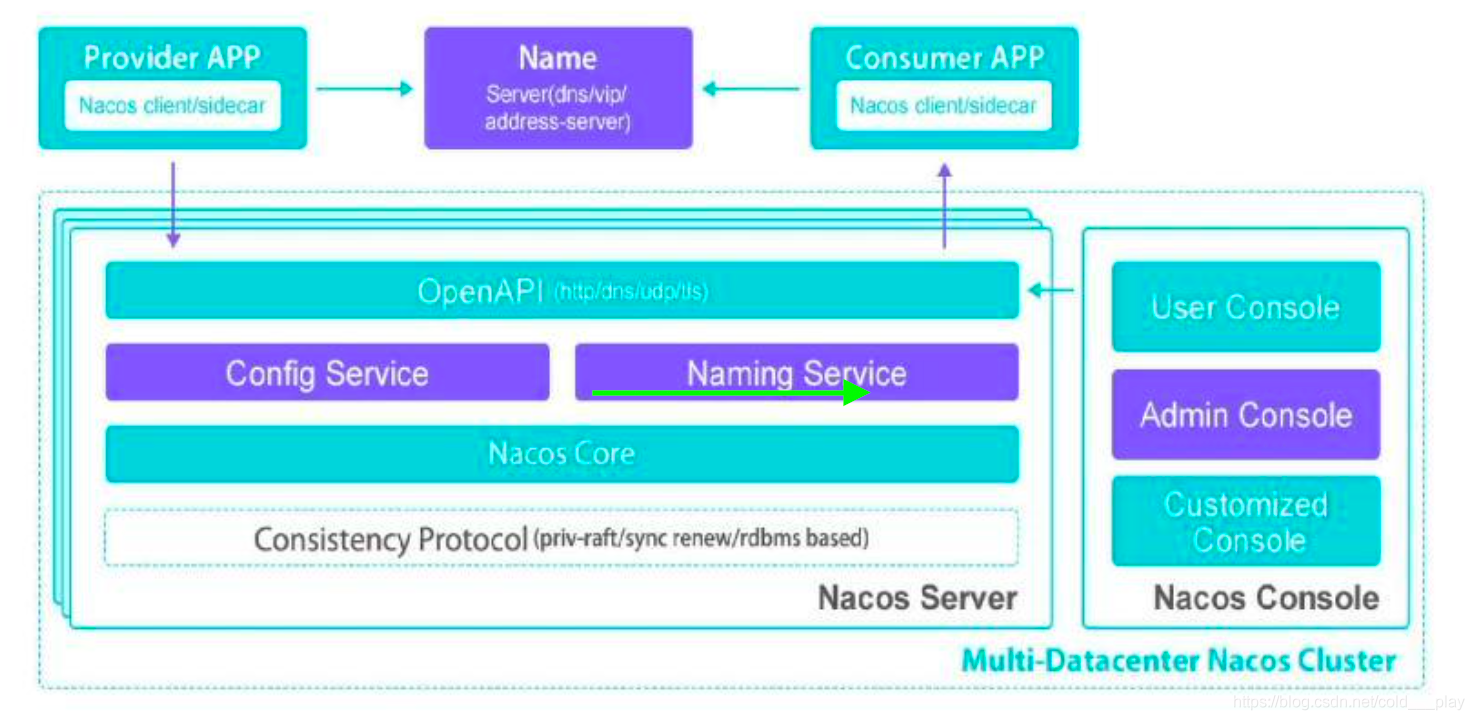 Provider APP
Nacos client/sidecar
Name
Server(dns/vip/
address-server)
Consumer APP
Nacos client/sidecar
OpenAPI (http/dns/udp/tls)
Config Service
Naming Service
Nacos Core
Consistency Protocol (priv-raft/sync renew/rdbms based)
Nacos Server
User Console
Admin Console
Customized
Console
Nacos Console
Multi-Datacenter Nacos Cluster
https://blog.csdn.net/cold___play